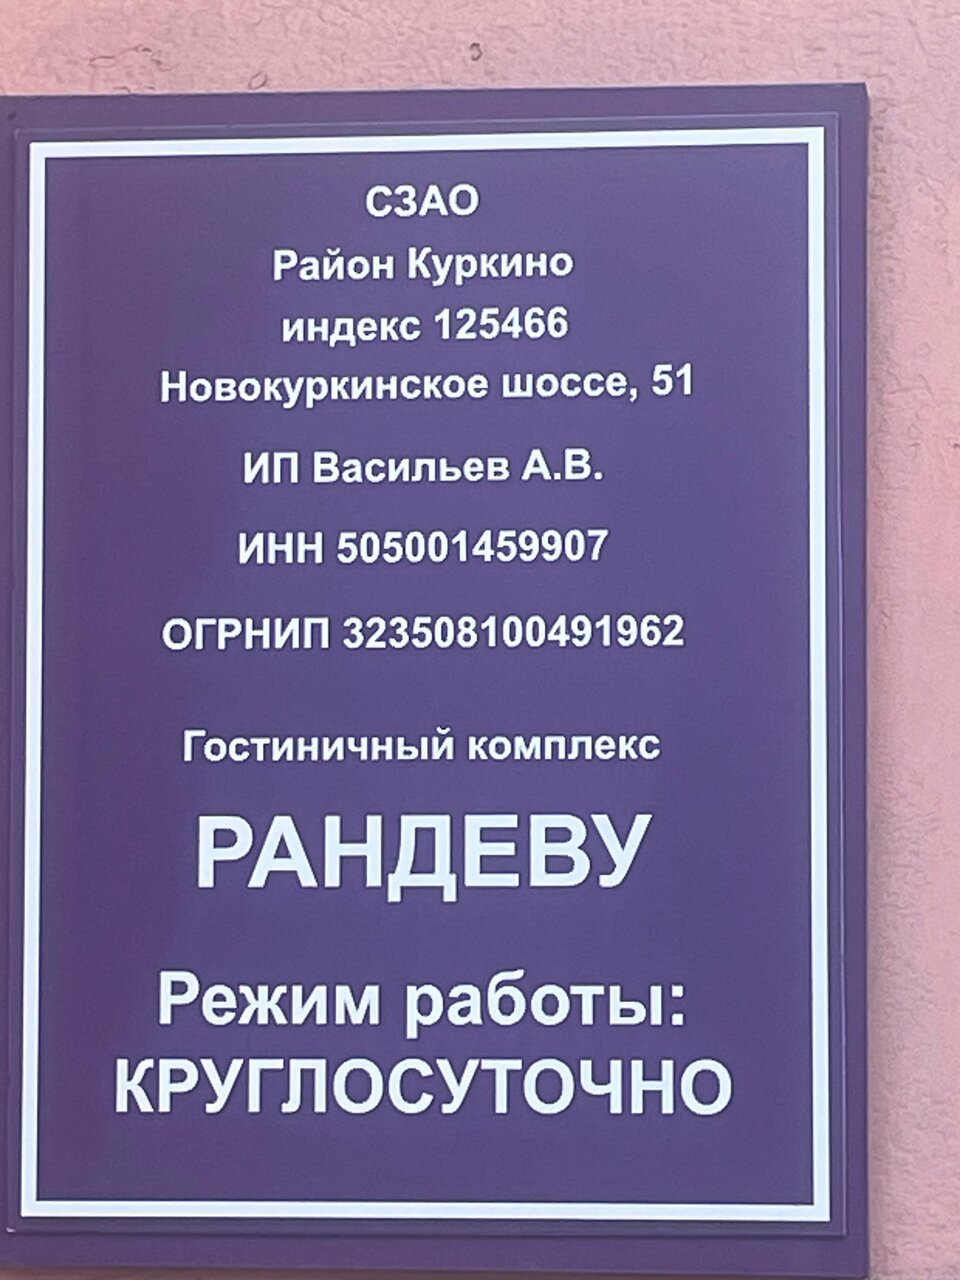 СЗАО
Район Куркино
индекс 125466
Новокуркинское шоссе, 51
ИП Васильев А.В.
ИНН 505001459907
ОГРНИП 323508100491962
Гостиничный комплекс
РАНДЕВУ
Режим работы:
КРУГЛОСУТОЧНО